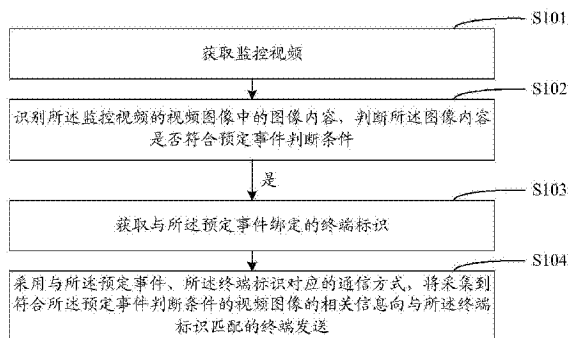 S101
获取监控视频
S102
识别所述监控视频的视频图像中的图像内容，判断所述图像内容
是否符合预定事件判断条件
是
S103
获取与所述预定事件绑定的终端标识
S104
采用与所述预定事件、所述终端标识对应的通信方式，将采集到
符合所述预定事件判断条件的视频图像的相关信息向与所述终端
标识匹配的终端发送